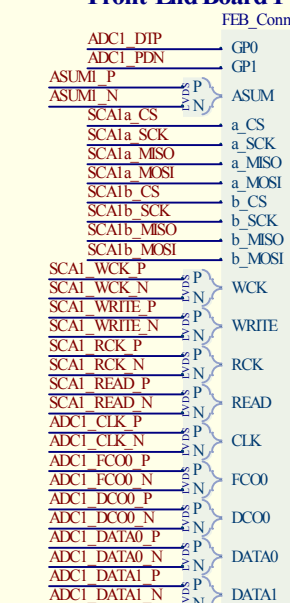 Front-End Board 1
FEB_Conn
ADC1_DTP GP0
ADC1_PDN GP1
ASUM1_P LVDS P
ASUM1_N N ASUM
SCA1a_CS a_CS
SCA1a_SCK a_SCK
SCA1a_MISO a_MISO
SCA1a_MOSI a_MOSI
SCA1b_CS b_CS
SCA1b_SCK b_SCK
SCA1b_MISO b_MISO
SCA1b_MOSI b_MOSI
SCA1_WCK_P LVDS P
SCA1_WCK_N N WCK
SCA1_WRITE_P LVDS P
SCA1_WRITE_N N WRITE
SCA1_RCK_P LVDS P
SCA1_RCK_N N RCK
SCA1_READ_P LVDS P
SCA1_READ_N N READ
ADC1_CLK_P LVDS P
ADC1_CLK_N N CLK
ADC1_FCO0_P LVDS P
ADC1_FCO0_N N FCO0
ADC1_DCO0_P LVDS P
ADC1_DCO0_N N DCO0
ADC1_DATA0_P LVDS P
ADC1_DATA0_N N DATA0
ADC1_DATA1_P LVDS P
ADC1_DATA1_N N DATA1